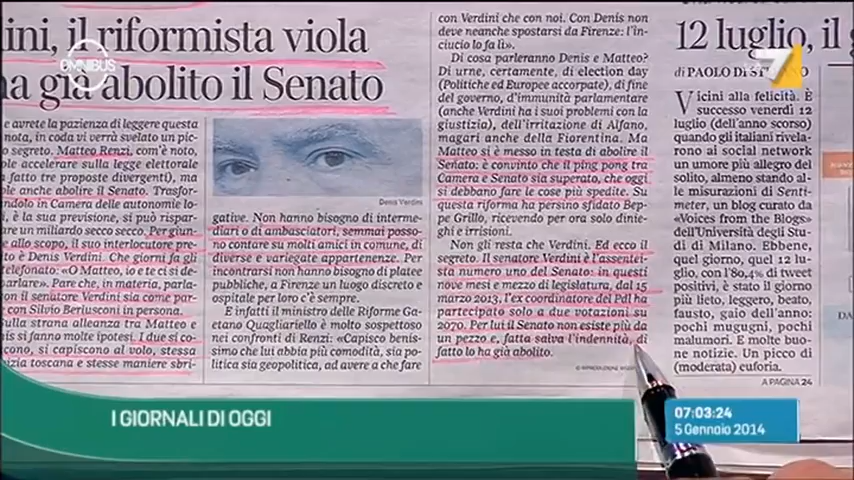 ini, il riformista viola
ha già abolito il Senato
e avrete la pazienza di leggere questa
nota, in coda vi verrà svelato un pic-
segreto. Matteo Renzi, com'è noto,
ole accelerare sulla legge elettorale
fatto tre proposte divergenti), ma
ole anche abolire il Senato. Trasfor-
ndolo in Camera delle autonomie lo-
i, è la sua previsione, si può rispar-
re un miliardo secco secco. Per giun-
e allo scopo, il suo interlocutore pre-
to è Denis Verdini. Che giorni fa gli
telefonato: «O Matteo, io e te ci si de-
parlare». Pare che, in materia, parla-
con il senatore Verdini sia come par-
con Silvio Berlusconi in persona.
Sulla strana alleanza tra Matteo e
nis si fanno molte ipotesi. I due si co-
cono, si capiscono al volo, stessa
izia toscana e stesse maniere sbri-
Denis Verdini
gative. Non hanno bisogno di interme-
diari o di ambasciatori, semmai posso-
no contare su molti amici in comune, di
diverse e variegate appartenenze. Per
incontrarsi non hanno bisogno di platee
pubbliche, a Firenze un luogo discreto e
ospitale per loro c'è sempre.
E infatti il ministro delle Riforme Ga-
etano Quagliariello è molto sospettoso
nei confronti di Renzi: «Capisco benis-
simo che lui abbia più comodità, sia po-
litica sia geopolitica, ad avere a che fare
con Verdini che con noi. Con Denis non
deve neanche spostarsi da Firenze: l'in-
ciucio lo fa lì».
Di cosa parleranno Denis e Matteo?
Di urne, certamente, di election day
(Politiche ed Europee accorpate), di fine
del governo, d'immunità parlamentare
(anche Verdini ha i suoi problemi con la
giustizia), dell'irritazione di Alfano,
magari anche della Fiorentina. Ma
Matteo si è messo in testa di abolire il
Senato: è convinto che il ping pong tra
Camera e Senato sia superato, che oggi
si debbano fare le cose più spedite. Su
questa riforma ha persino sfidato Bep-
pe Grillo, ricevendo per ora solo dinie-
ghi e irrisioni.
Non gli resta che Verdini. Ed ecco il
segreto. Il senatore Verdini è l'assentei-
sta numero uno del Senato: in questi
nove mesi e mezzo di legislatura, dal 15
marzo 2013, l'ex coordinatore del Pdl ha
partecipato solo a due votazioni su
2070. Per lui il Senato non esiste più da
un pezzo e, fatta salva l'indennità, di
fatto lo ha già abolito.
12 luglio, il g
di PAOLO DI
Vicini alla felicità. È
successo venerdì 12
luglio (dell'anno scorso)
quando gli italiani rivela-
rono ai social network
un umore più allegro del
solito, almeno stando al-
le misurazioni di Senti-
meter, un blog curato da
«Voices from the Blogs»
dell'Università degli Stu-
di di Milano. Ebbene,
quel giorno, quel 12 lu-
glio, con l'80,4% di tweet
positivi, è stato il giorno
più lieto, leggero, beato,
fausto, gaio dell'anno:
pochi mugugni, pochi
malumori. E molte buo-
ne notizie. Un picco di
(moderata) euforia.
A PAGINA 24
OMNIBUS
LA 7
I GIORNALI DI OGGI
07:03:24
5 Gennaio 2014